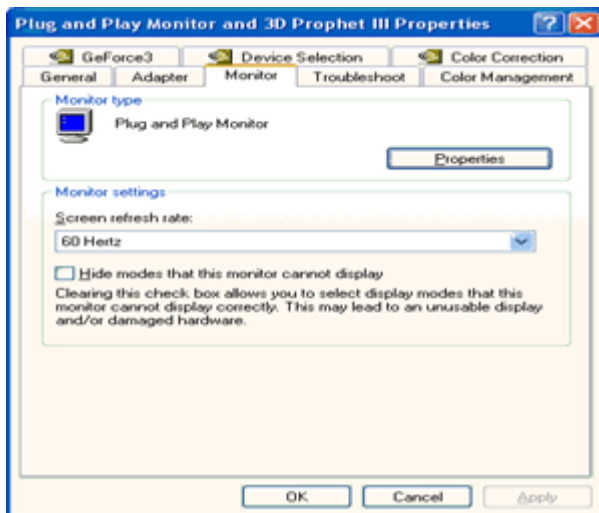 Plug and Play Monitor and 3D Prophet III Properties
GeForce3 Device Selection Color Correction
General Adapter Monitor Troubleshoot Color Management
Monitor type
Plug and Play Monitor
Properties
Monitor settings
Screen refresh rate:
60 Hertz
Hide modes that this monitor cannot display
Clearing this check box allows you to select display modes that this
monitor cannot display correctly. This may lead to an unusable display
and/or damaged hardware.
OK Cancel Apply